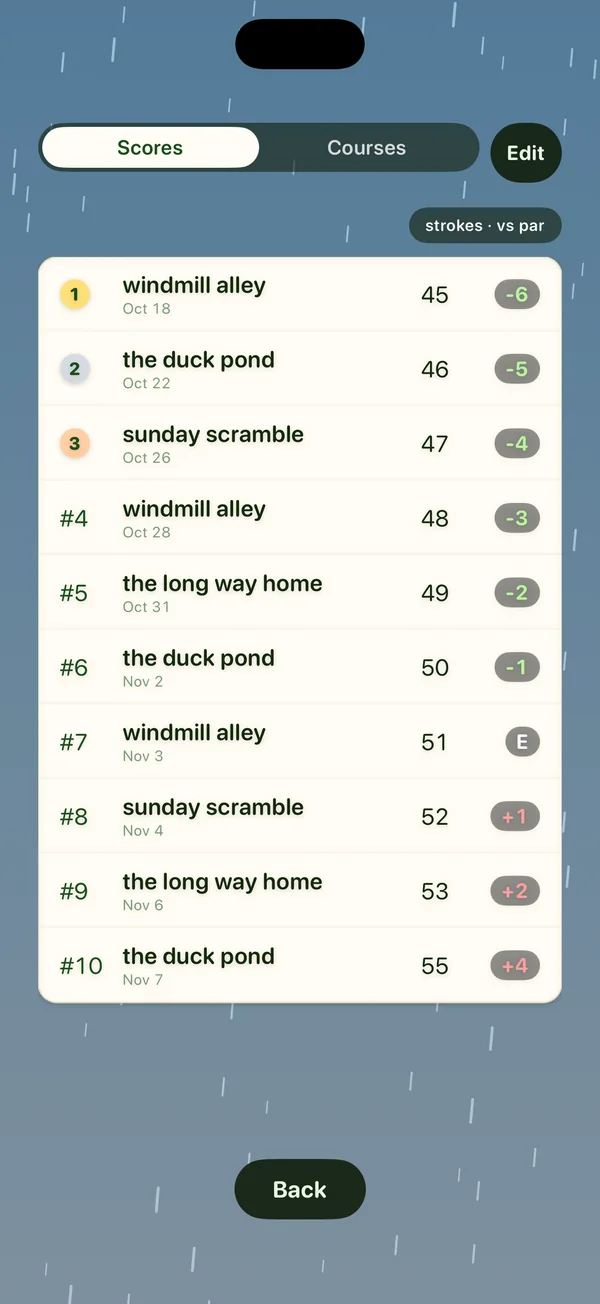 Scores
Courses
Edit
strokes · vs par
1
windmill alley
Oct 18
45
-6
2
the duck pond
Oct 22
46
-5
3
sunday scramble
Oct 26
47
-4
#4
windmill alley
Oct 28
48
-3
#5
the long way home
Oct 31
49
-2
#6
the duck pond
Nov 2
50
-1
#7
windmill alley
Nov 3
51
E
#8
sunday scramble
Nov 4
52
+1
#9
the long way home
Nov 6
53
+2
#10
the duck pond
Nov 7
55
+4
Back